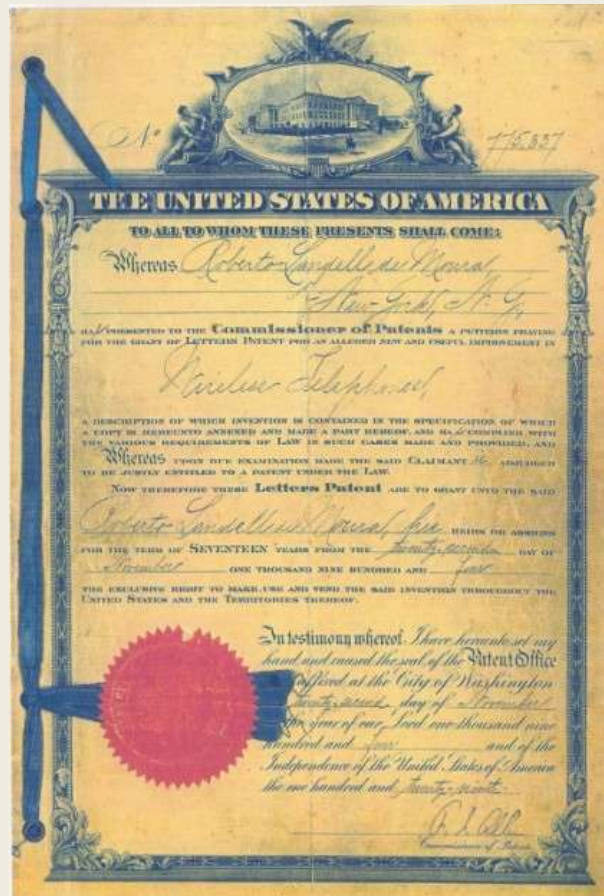 No. 775,337
THE UNITED STATES OF AMERICA
TO ALL TO WHOM THESE PRESENTS SHALL COME:
Whereas Roberto Landell de Moura,
of New York, N. Y.,
HAS PRESENTED TO THE Commissioner of Patents A PETITION PRAYING
FOR THE GRANT OF LETTERS PATENT FOR AN ALLEGED NEW AND USEFUL IMPROVEMENT IN
Wireless Telephones,
A DESCRIPTION OF WHICH INVENTION IS CONTAINED IN THE SPECIFICATION OF WHICH
A COPY IS HEREUNTO ANNEXED AND MADE A PART HEREOF, AND HAS COMPLIED WITH
THE VARIOUS REQUIREMENTS OF LAW IN SUCH CASES MADE AND PROVIDED, AND
Whereas UPON DUE EXAMINATION MADE THE SAID CLAIMANT is ADJUDGED
TO BE JUSTLY ENTITLED TO A PATENT UNDER THE LAW.
NOW THEREFORE THESE Letters Patent ARE TO GRANT UNTO THE SAID
Roberto Landell de Moura, his HEIRS OR ASSIGNS
FOR THE TERM OF SEVENTEEN YEARS FROM THE twenty-second DAY OF
November ONE THOUSAND NINE HUNDRED AND four
THE EXCLUSIVE RIGHT TO MAKE, USE AND VEND THE SAID INVENTION THROUGHOUT THE
UNITED STATES AND THE TERRITORIES THEREOF.
In testimony whereof I have hereunto set my
hand and caused the seal of the Patent Office
affixed at the City of Washington
twenty-second day of November
the year of our Lord one thousand nine
hundred and four and of the
Independence of the United States of America
the one hundred and twenty-ninth.
Commissioner of Patents